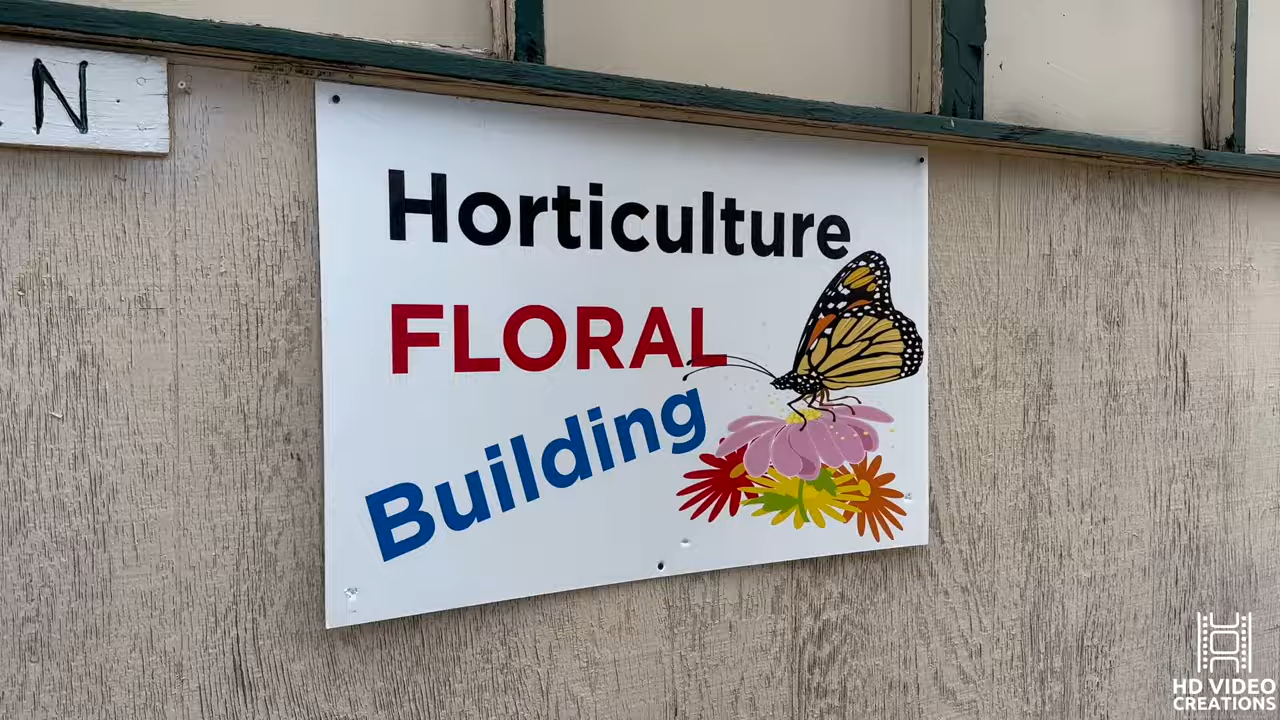 N
Horticulture
FLORAL
Building
HD VIDEO
CREATIONS